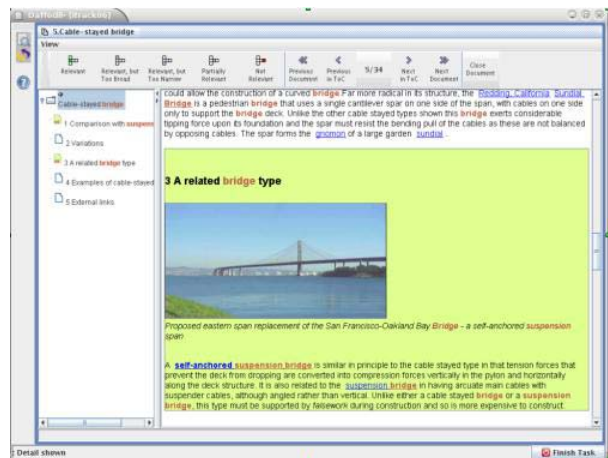 Daffodil- [Bruckde]
5.Cable- stayed bridge
View
Relevant
Relevant, but
Too Broad
Relevant, but
Too Narrow
Partially
Relevant
Not
Relevant
Previous
Document
Previous
in ToC
5/34
Next
in ToC
Next
Document
Close
Document
Cable-stayed bridge
1 Comparison with suspens
2 Variations
3 A related bridge type
4 Examples of cable-stayed
5 External links
could allow the construction of a curved bridge.Far more radical in its structure, the Redding, California Sundial
Bridge is a pedestrian bridge that uses a single cantilever spar on one side of the span, with cables on one side
only to support the bridge deck. Unlike the other cable stayed types shown this bridge exerts considerable
tipping force upon its foundation and the spar must resist the bending pull of the cables as these are not balanced
by opposing cables. The spar forms the gnomon of a large garden sundial .
3 A related bridge type
Proposed eastern span replacement of the San Francisco-Oakland Bay Bridge - a self-anchored suspension
span
A self-anchored suspension bridge is similar in principle to the cable stayed type in that tension forces that
prevent the deck from dropping are converted into compression forces vertically in the pylon and horizontally
along the deck structure. It is also related to the suspension bridge in having arcuate main cables with
suspender cables, although angled rather than vertical. Unlike either a cable stayed bridge or a suspension
bridge, this type must be supported by falsework during construction and so is more expensive to construct.
: Detail shown
Finish Task